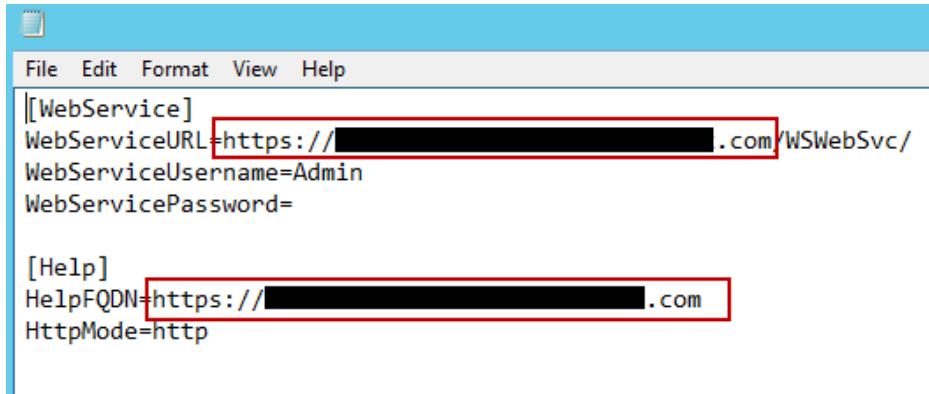 File Edit Format View Help
[WebService]
WebServiceURL=https:// .com/WSWebSvc/
WebServiceUsername=Admin
WebServicePassword=
[Help]
HelpFQDN=https:// .com
HttpMode=http